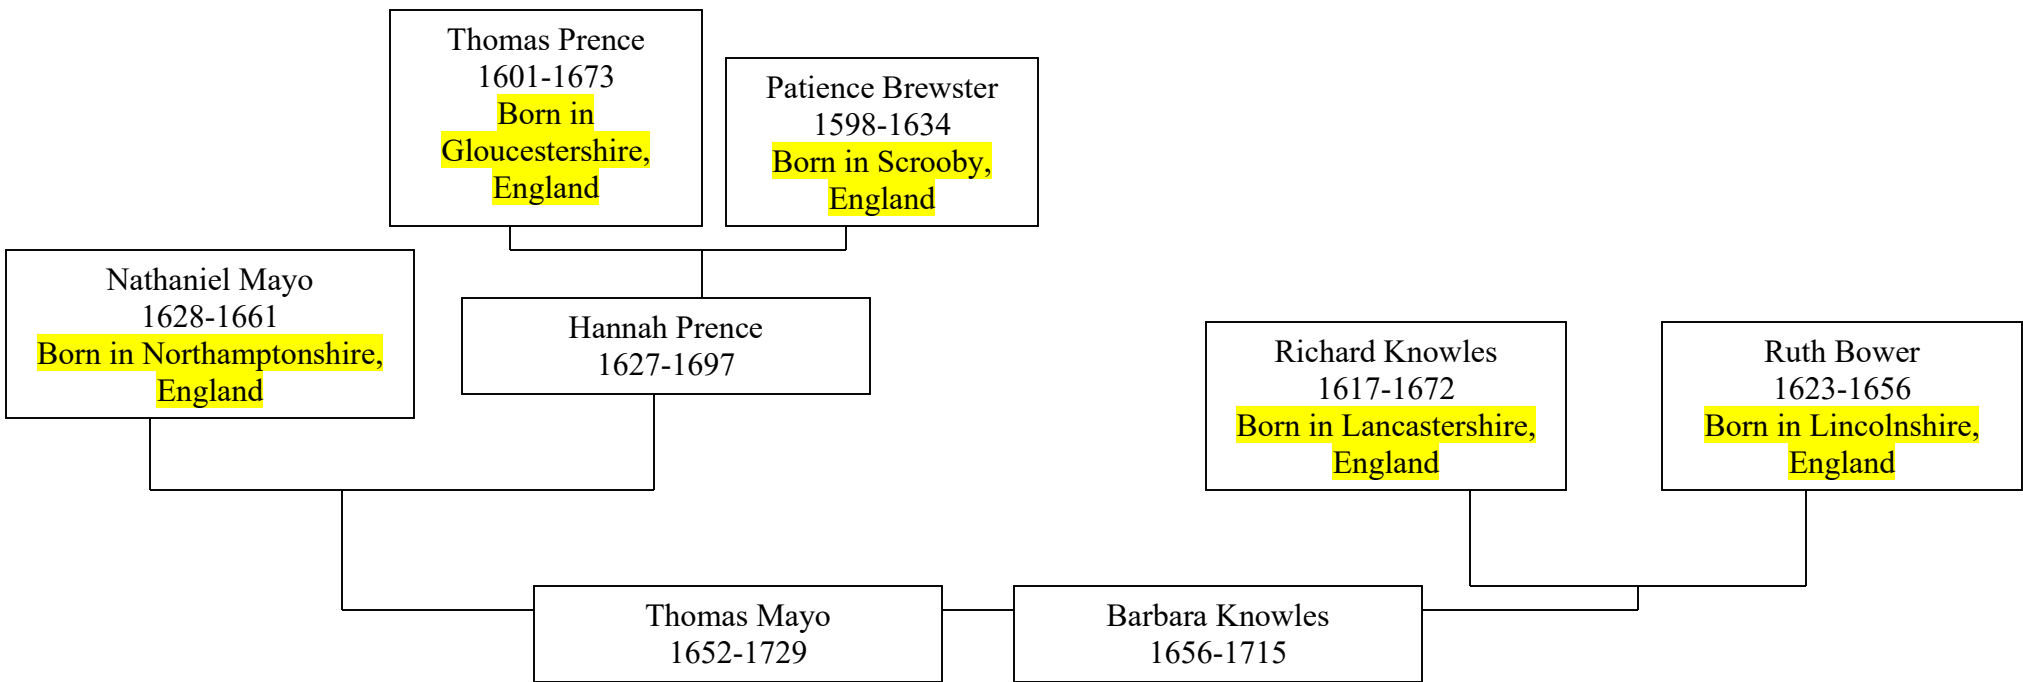 Thomas Prence
1601-1673
Born in
Gloucestershire,
England
Patience Brewster
1598-1634
Born in Scrooby,
England
Nathaniel Mayo
1628-1661
Born in Northamptonshire,
England
Hannah Prence
1627-1697
Richard Knowles
1617-1672
Born in Lancastershire,
England
Ruth Bower
1623-1656
Born in Lincolnshire,
England
Thomas Mayo
1652-1729
Barbara Knowles
1656-1715